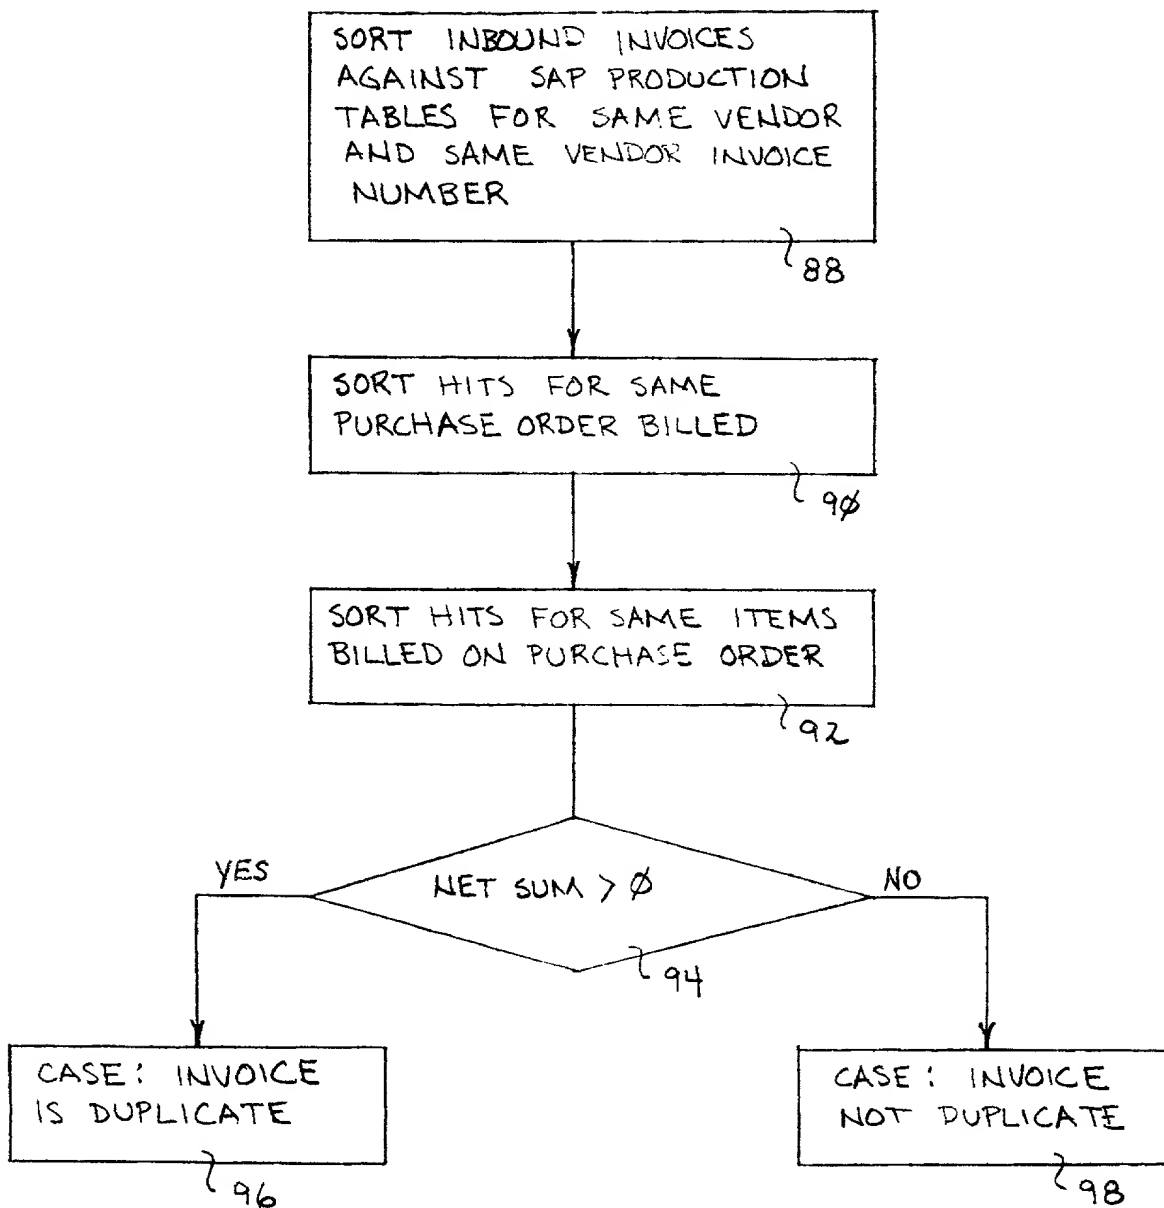 SORT INBOUND INVOICES
AGAINST SAP PRODUCTION
TABLES FOR SAME VENDOR
AND SAME VENDOR INVOICE
NUMBER
88
SORT HITS FOR SAME
PURCHASE ORDER BILLED
9Ø
SORT HITS FOR SAME ITEMS
BILLED ON PURCHASE ORDER
92
YES
NET SUM > Ø
NO
94
CASE: INVOICE
IS DUPLICATE
96
CASE: INVOICE
NOT DUPLICATE
98